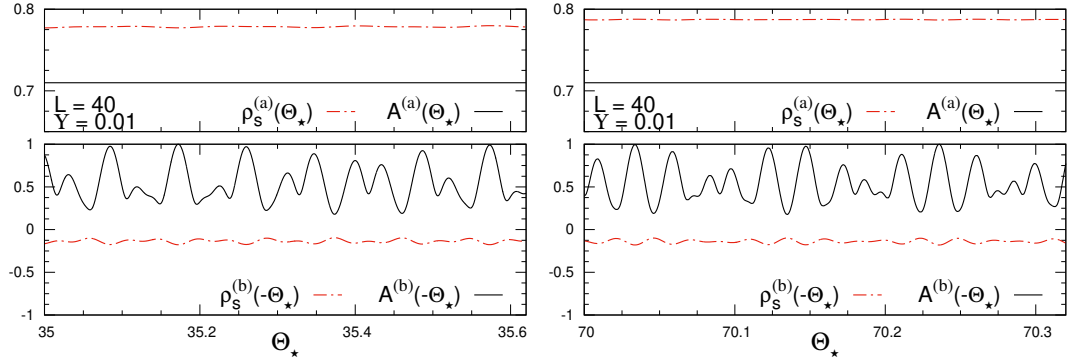 0.8
0.7
L = 40
Y = 0.01
ρₛ⁽ᵃ⁾(Θ⋆)
A⁽ᵃ⁾(Θ⋆)
1
0.5
0
-0.5
-1
ρₛ⁽ᵇ⁾(-Θ⋆)
A⁽ᵇ⁾(-Θ⋆)
35 35.2 35.4 35.6
Θ⋆
0.8
0.7
L = 40
Y = 0.01
ρₛ⁽ᵃ⁾(Θ⋆)
A⁽ᵃ⁾(Θ⋆)
1
0.5
0
-0.5
-1
ρₛ⁽ᵇ⁾(-Θ⋆)
A⁽ᵇ⁾(-Θ⋆)
70 70.1 70.2 70.3
Θ⋆